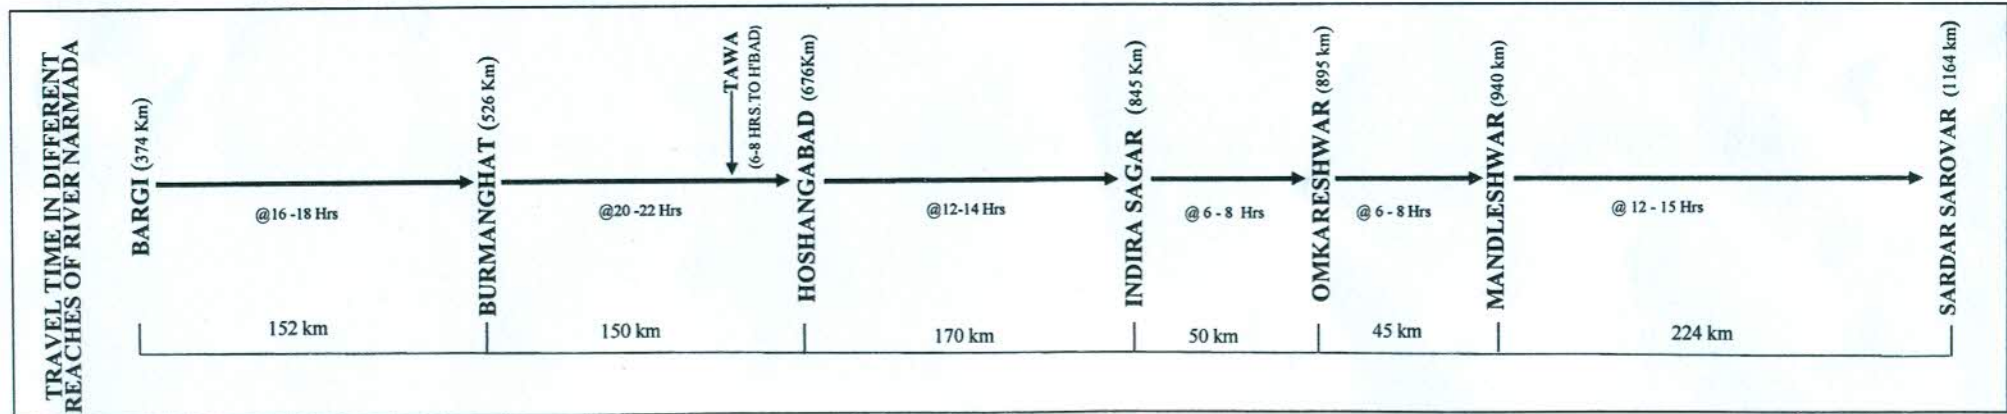 TRAVEL TIME IN DIFFERENT
REACHES OF RIVER NARMADA
BARGI (374 Km)
BURMANGHAT (526 Km)
TAWA
(6-8 HRS.TO H'BAD)
HOSHANGABAD (676Km)
INDIRA SAGAR (845 Km)
OMKARESHWAR (895 km)
MANDLESHWAR (940 km)
SARDAR SAROVAR (1164 km)
@16 -18 Hrs
@20 -22 Hrs
@12-14 Hrs
@ 6 - 8 Hrs
@ 6 - 8 Hrs
@ 12 - 15 Hrs
152 km
150 km
170 km
50 km
45 km
224 km